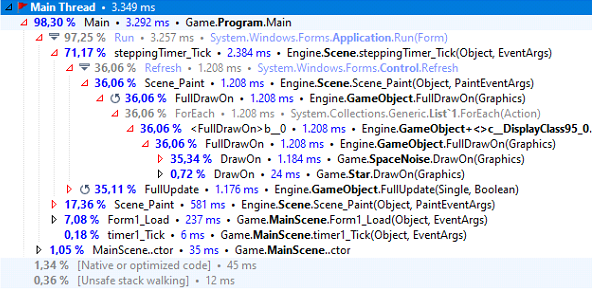 Main Thread • 3.349 ms
98,30 % Main • 3.292 ms • Game.Program.Main
97,25 % Run • 3.257 ms • System.Windows.Forms.Application.Run(Form)
71,17 % steppingTimer_Tick • 2.384 ms • Engine.Scene.steppingTimer_Tick(Object, EventArgs)
36,06 % Refresh • 1.208 ms • System.Windows.Forms.Control.Refresh
36,06 % Scene_Paint • 1.208 ms • Engine.Scene.Scene_Paint(Object, PaintEventArgs)
36,06 % FullDrawOn • 1.208 ms • Engine.GameObject.FullDrawOn(Graphics)
36,06 % ForEach • 1.208 ms • System.Collections.Generic.List`1.ForEach(Action)
36,06 % <FullDrawOn>b__0 • 1.208 ms • Engine.GameObject+<>c__DisplayClass95_0.
36,06 % FullDrawOn • 1.208 ms • Engine.GameObject.FullDrawOn(Graphics)
35,34 % DrawOn • 1.184 ms • Game.SpaceNoise.DrawOn(Graphics)
0,72 % DrawOn • 24 ms • Game.Star.DrawOn(Graphics)
35,11 % FullUpdate • 1.176 ms • Engine.GameObject.FullUpdate(Single, Boolean)
17,36 % Scene_Paint • 581 ms • Engine.Scene.Scene_Paint(Object, PaintEventArgs)
7,08 % Form1_Load • 237 ms • Game.MainScene.Form1_Load(Object, EventArgs)
0,18 % timer1_Tick • 6 ms • Game.MainScene.timer1_Tick(Object, EventArgs)
1,05 % MainScene..ctor • 35 ms • Game.MainScene..ctor
1,34 % [Native or optimized code] • 45 ms
0,36 % [Unsafe stack walking] • 12 ms